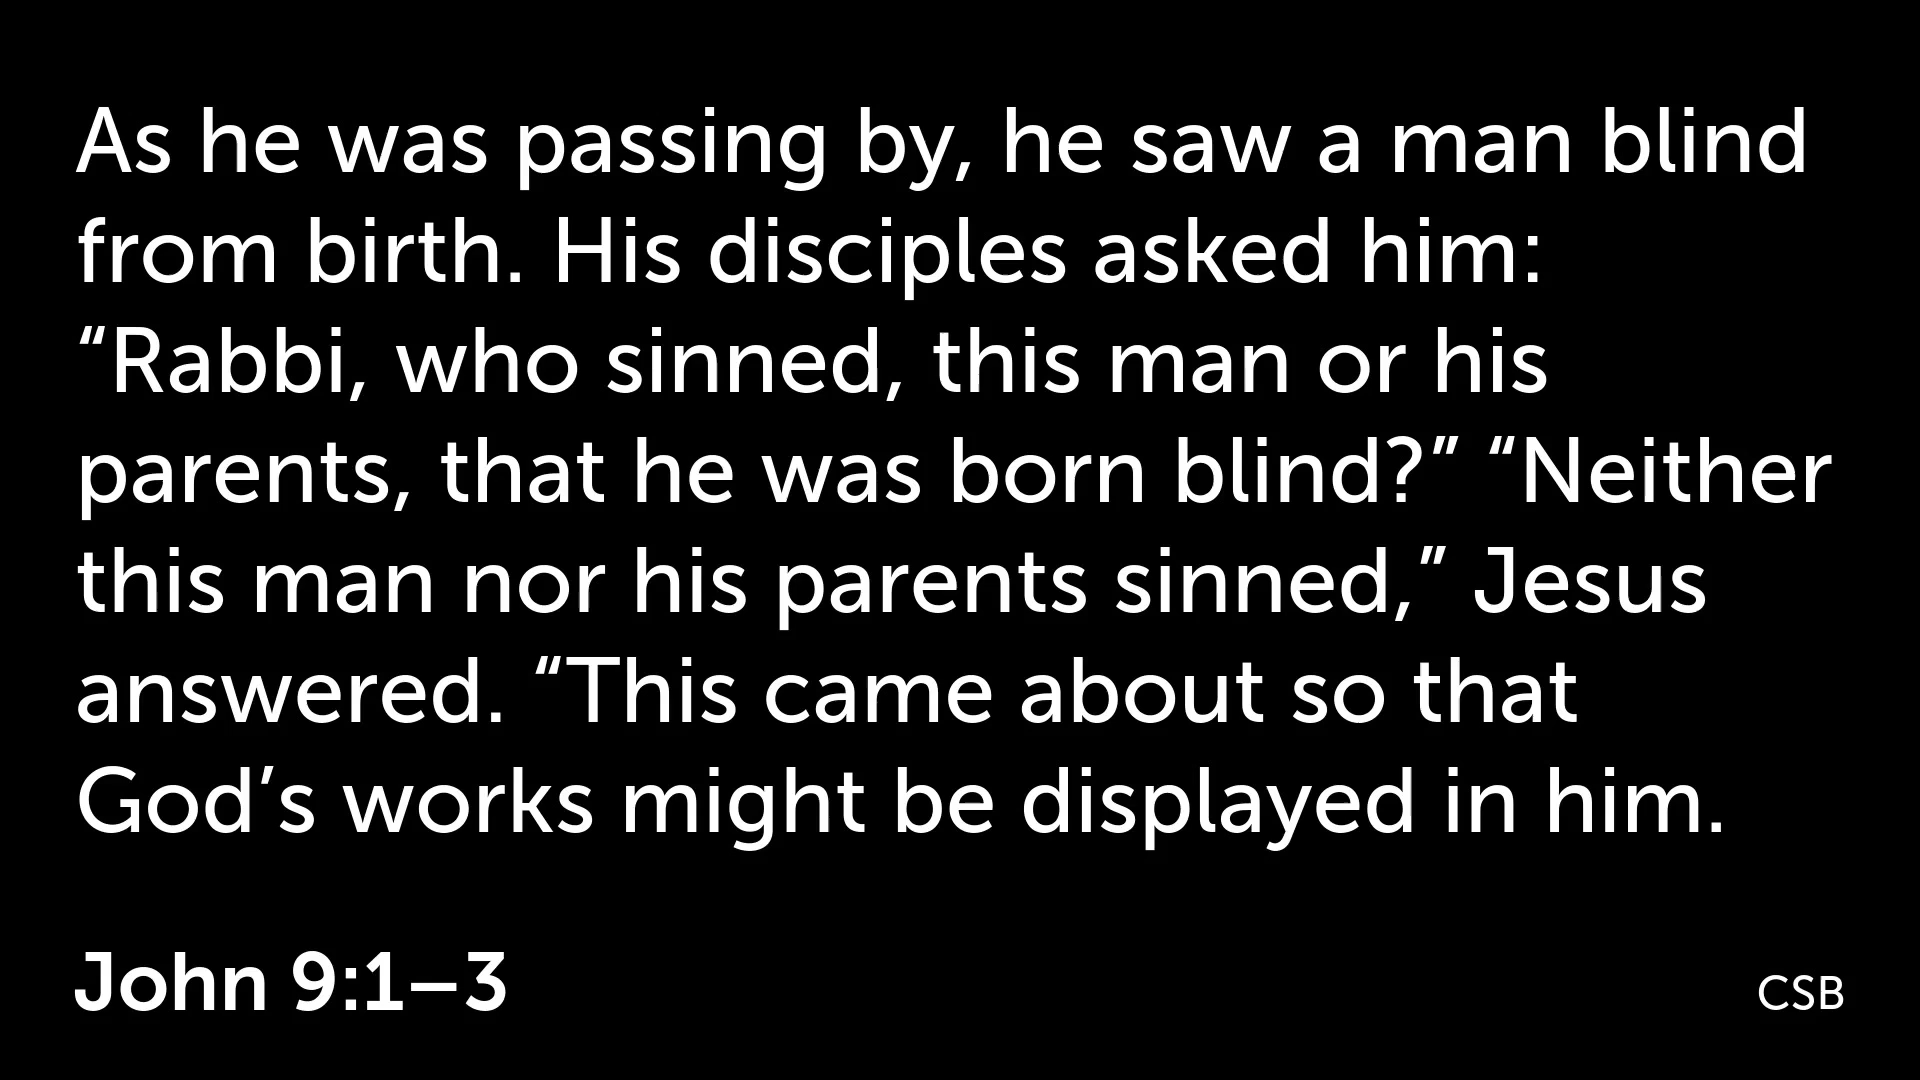 As he was passing by, he saw a man blind
from birth. His disciples asked him:
“Rabbi, who sinned, this man or his
parents, that he was born blind?” “Neither
this man nor his parents sinned,” Jesus
answered. “This came about so that
God’s works might be displayed in him.
John 9:1–3
CSB